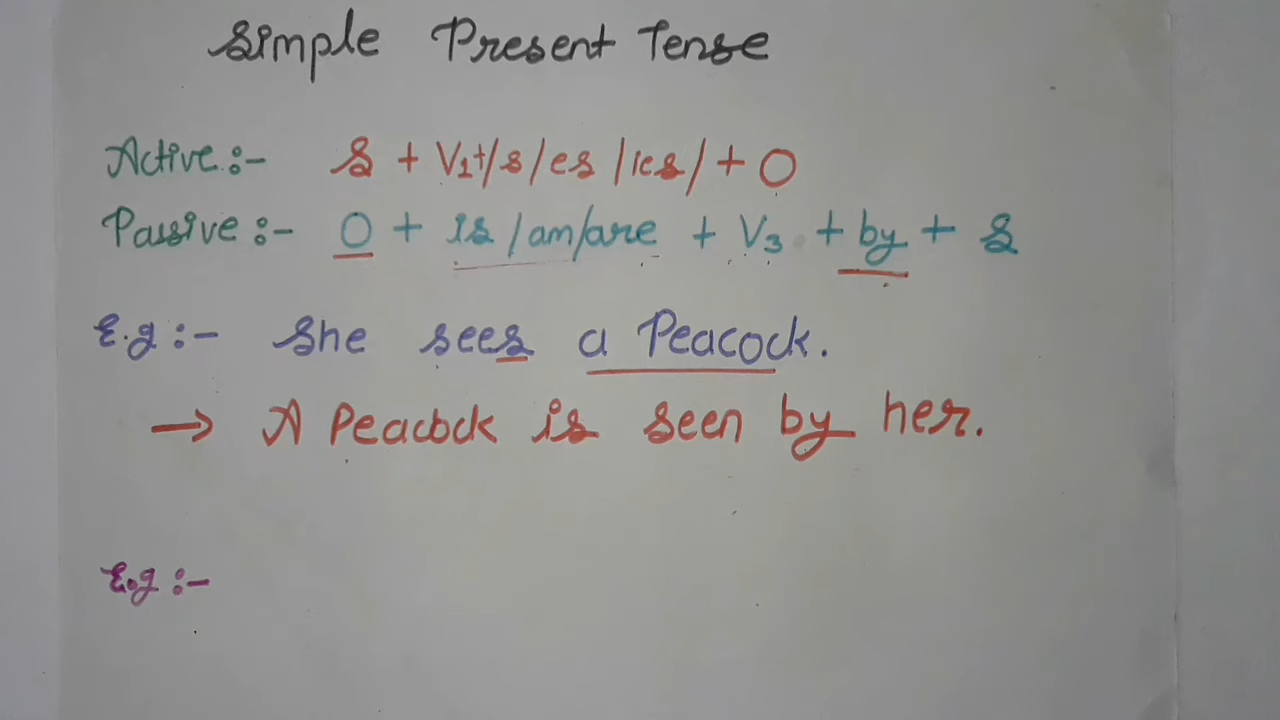 Simple Present Tense
Active :- S + V1+/s/es/ies/ + O
Passive :- O + is/am/are + V3 + by + S
E.g :- She sees a Peacock.
→ A Peacock is seen by her.
E.g :-